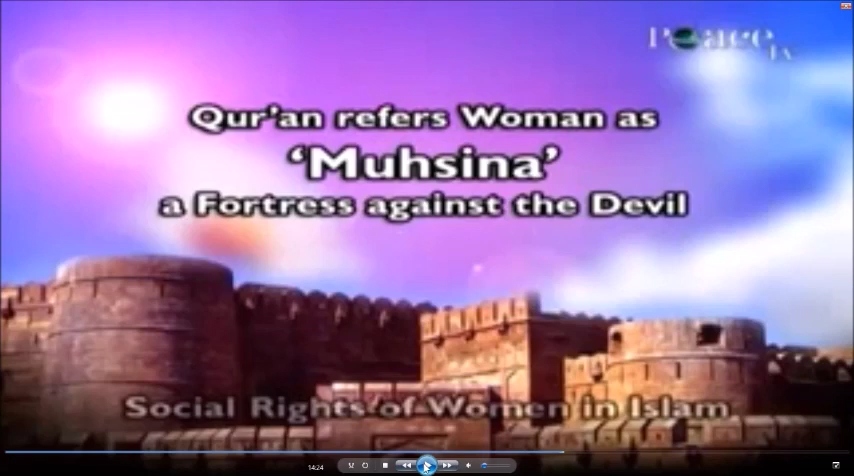 Peace TV
Qur'an refers Woman as
'Muhsina'
a Fortress against the Devil
Social Rights of Women in Islam
14:24